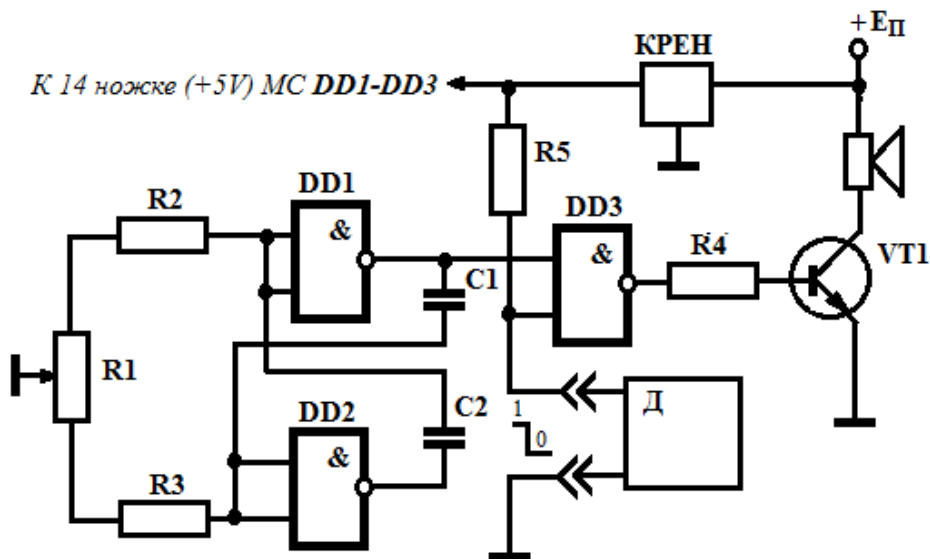 + Eп
КРЕН
К 14 ножке (+5V) МС DD1-DD3
R5
DD1
DD3
R2
&
&
R4
VT1
C1
R1
DD2
C2
Д
1
0
&
R3